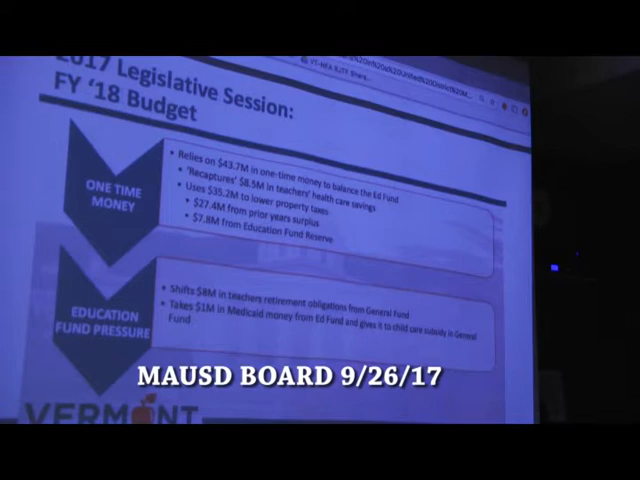 2017 Legislative Session:
FY '18 Budget
VT-NEA RJTF Share...
ONE TIME
MONEY
• Relies on $43.7M in one-time money to balance the Ed Fund
• 'Recaptures' $8.5M in teachers' health care savings
• Uses $35.2M to lower property taxes
• $27.4M from prior years surplus
• $7.8M from Education Fund Reserve
EDUCATION
FUND PRESSURE
• Shifts $8M in teachers retirement obligations from General Fund
• Takes $1M in Medicaid money from Ed Fund and gives it to child care subsidy in General
Fund
MAUSD BOARD 9/26/17
VERMONT